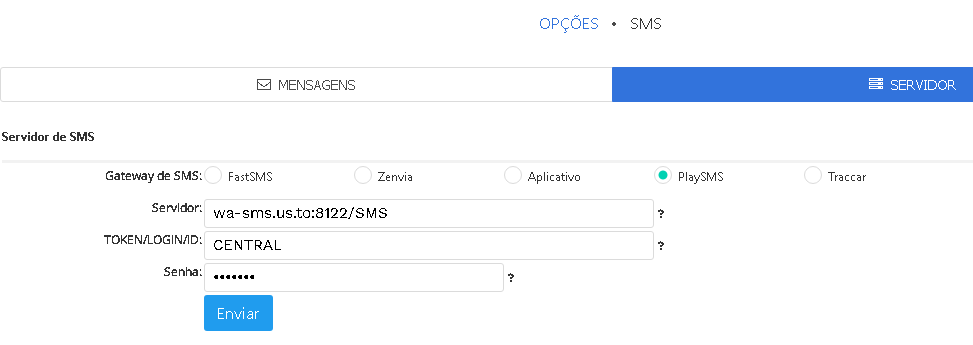 OPÇÕES • SMS
MENSAGENS
SERVIDOR
Servidor de SMS
Gateway de SMS: FastSMS Zenvia Aplicativo PlaySMS Traccar
Servidor: wa-sms.us.to:8122/SMS ?
TOKEN/LOGIN/ID: CENTRAL ?
Senha: ••••••• ?
Enviar